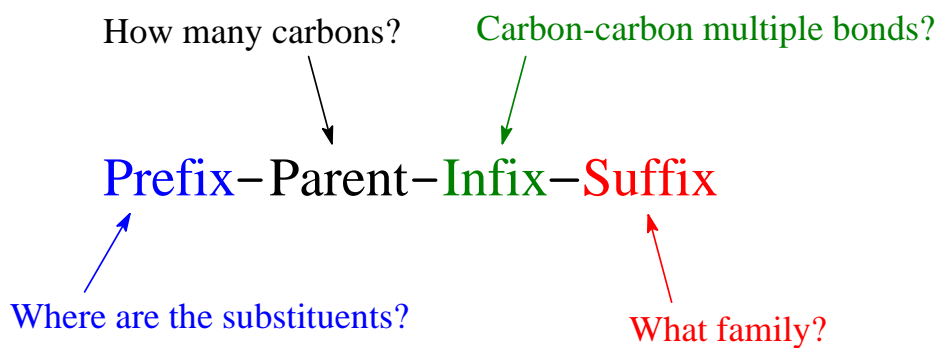 How many carbons?
Carbon-carbon multiple bonds?
Prefix–Parent–Infix–Suffix
Where are the substituents?
What family?